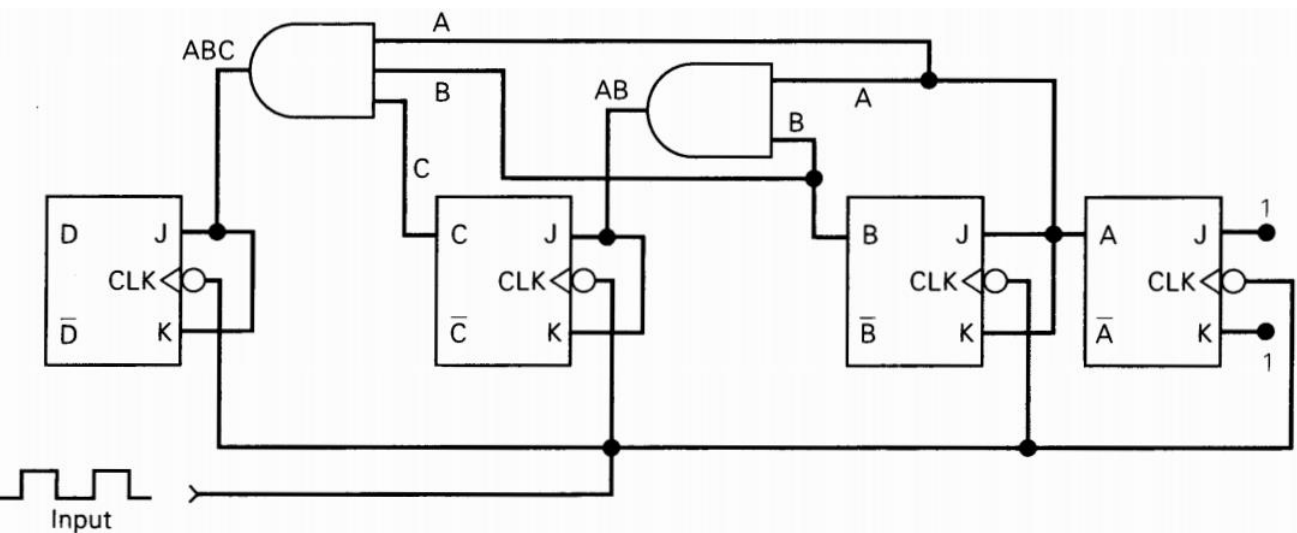 A
ABC
B
AB
A
B
C
D J
CLK
D̅ K
C J
CLK
C̅ K
B J
CLK
B̅ K
A J 1
CLK
A̅ K 1
Input